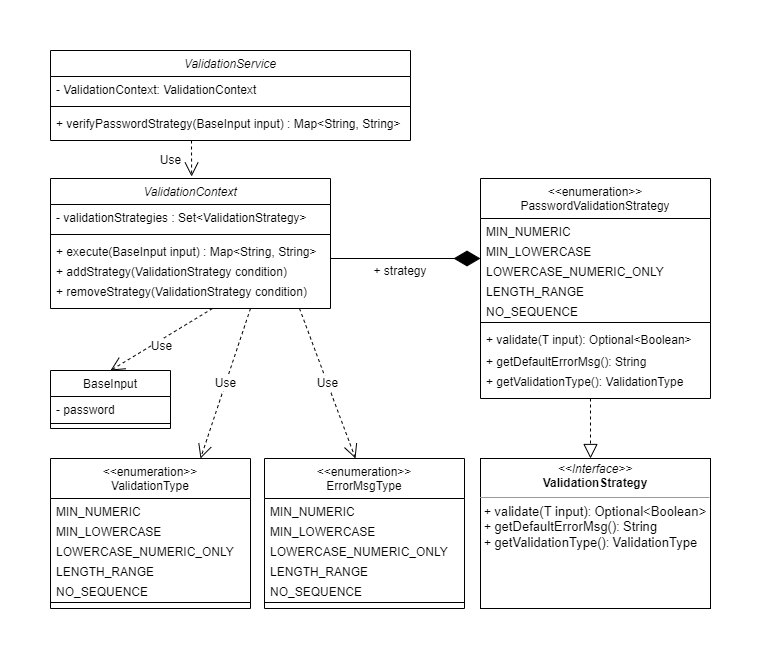 ValidationService
- ValidationContext: ValidationContext
+ verifyPasswordStrategy(BaseInput input) : Map<String, String>
Use
ValidationContext
- validationStrategies : Set<ValidationStrategy>
+ execute(BaseInput input) : Map<String, String>
+ addStrategy(ValidationStrategy condition)
+ removeStrategy(ValidationStrategy condition)
+ strategy
<<enumeration>>
PasswordValidationStrategy
MIN_NUMERIC
MIN_LOWERCASE
LOWERCASE_NUMERIC_ONLY
LENGTH_RANGE
NO_SEQUENCE
+ validate(T input): Optional<Boolean>
+ getDefaultErrorMsg(): String
+ getValidationType(): ValidationType
Use
Use
Use
BaseInput
- password
<<enumeration>>
ValidationType
MIN_NUMERIC
MIN_LOWERCASE
LOWERCASE_NUMERIC_ONLY
LENGTH_RANGE
NO_SEQUENCE
<<enumeration>>
ErrorMsgType
MIN_NUMERIC
MIN_LOWERCASE
LOWERCASE_NUMERIC_ONLY
LENGTH_RANGE
NO_SEQUENCE
<<Interface>>
ValidationStrategy
+ validate(T input): Optional<Boolean>
+ getDefaultErrorMsg(): String
+ getValidationType(): ValidationType